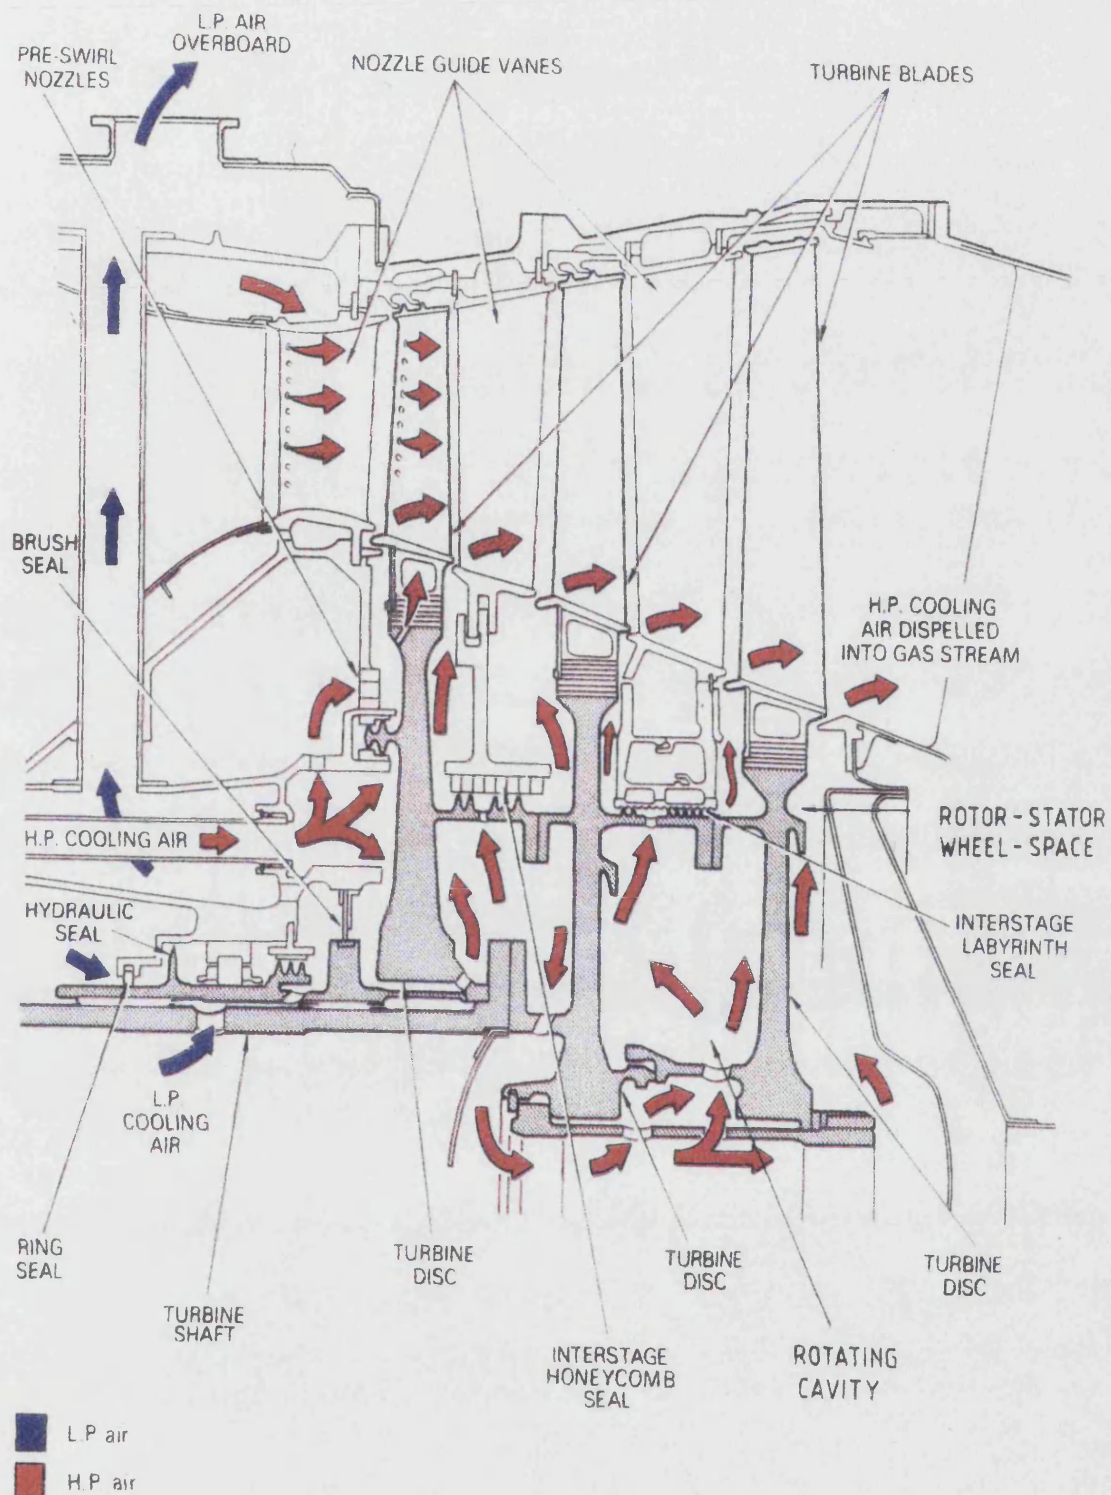 L.P. AIR
OVERBOARD
PRE-SWIRL
NOZZLES
NOZZLE GUIDE VANES
TURBINE BLADES
BRUSH
SEAL
H.P. COOLING
AIR DISPELLED
INTO GAS STREAM
H.P. COOLING AIR
ROTOR-STATOR
WHEEL-SPACE
HYDRAULIC
SEAL
INTERSTAGE
LABYRINTH
SEAL
L.P.
COOLING
AIR
RING
SEAL
TURBINE
SHAFT
TURBINE
DISC
TURBINE
DISC
TURBINE
DISC
INTERSTAGE
HONEYCOMB
SEAL
ROTATING
CAVITY
L.P air
H.P. air